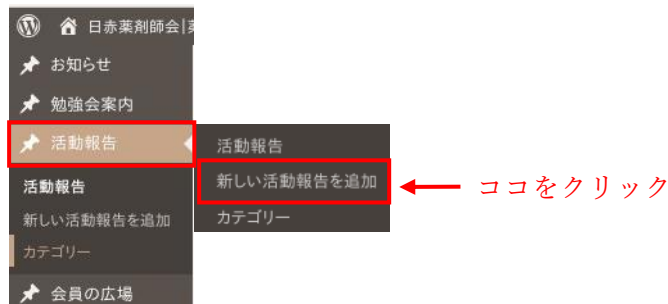 日赤薬剤師会|
お知らせ
勉強会案内
活動報告
活動報告
新しい活動報告を追加
カテゴリー
ココをクリック
活動報告
新しい活動報告を追加
カテゴリー
会員の広場